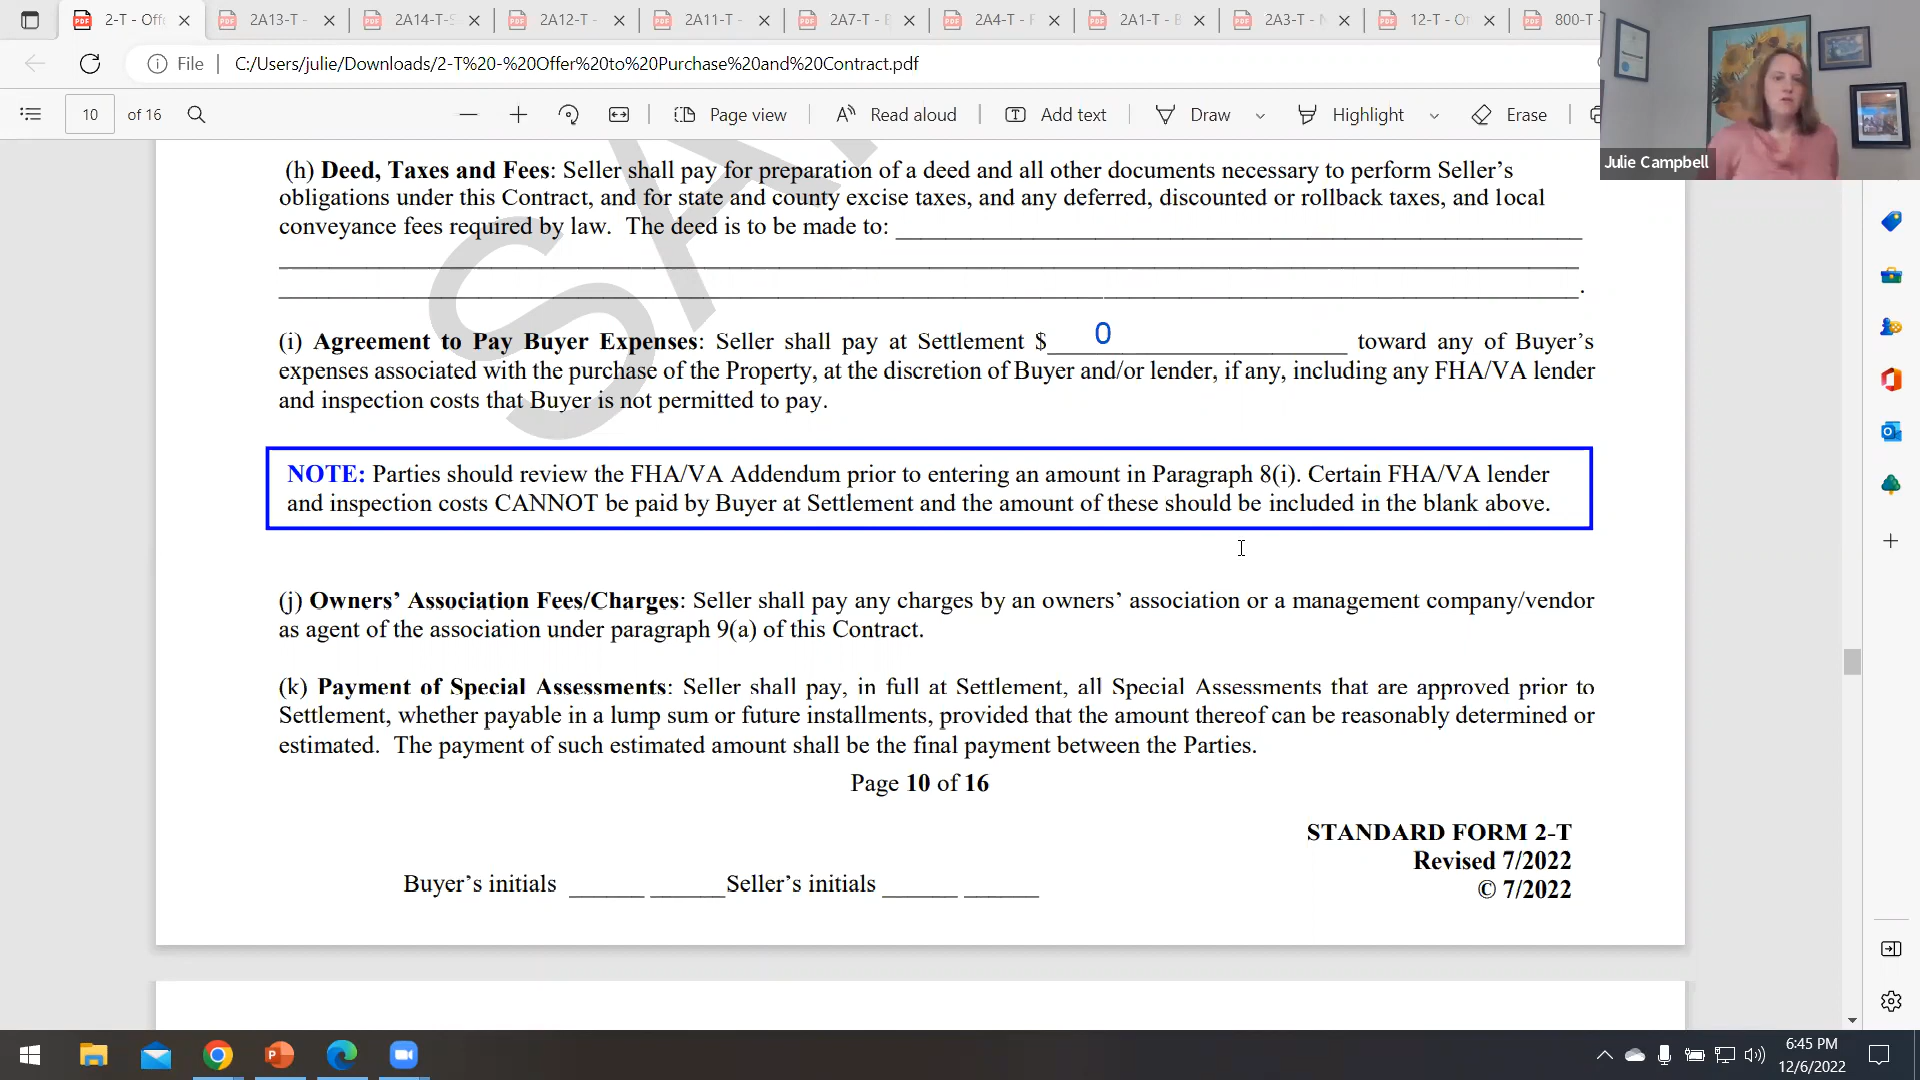 2-T - Off
2A13-T -
2A14-T-S
2A12-T -
2A11-T -
2A7-T - B
2A4-T - F
2A1-T - B
2A3-T - N
12-T - O
800-T -
File
C:/Users/julie/Downloads/2-T%20-%20Offer%20to%20Purchase%20and%20Contract.pdf
10 of 16
Page view
Read aloud
Add text
Draw
Highlight
Erase
Julie Campbell
(h) Deed, Taxes and Fees: Seller shall pay for preparation of a deed and all other documents necessary to perform Seller’s
obligations under this Contract, and for state and county excise taxes, and any deferred, discounted or rollback taxes, and local
conveyance fees required by law. The deed is to be made to: ______
______
______.
(i) Agreement to Pay Buyer Expenses: Seller shall pay at Settlement $ 0 toward any of Buyer’s
expenses associated with the purchase of the Property, at the discretion of Buyer and/or lender, if any, including any FHA/VA lender
and inspection costs that Buyer is not permitted to pay.
NOTE: Parties should review the FHA/VA Addendum prior to entering an amount in Paragraph 8(i). Certain FHA/VA lender
and inspection costs CANNOT be paid by Buyer at Settlement and the amount of these should be included in the blank above.
(j) Owners’ Association Fees/Charges: Seller shall pay any charges by an owners’ association or a management company/vendor
as agent of the association under paragraph 9(a) of this Contract.
(k) Payment of Special Assessments: Seller shall pay, in full at Settlement, all Special Assessments that are approved prior to
Settlement, whether payable in a lump sum or future installments, provided that the amount thereof can be reasonably determined or
estimated. The payment of such estimated amount shall be the final payment between the Parties.
Page 10 of 16
STANDARD FORM 2-T
Revised 7/2022
© 7/2022
Buyer’s initials ______ ______ Seller’s initials ______ ______
6:45 PM
12/6/2022